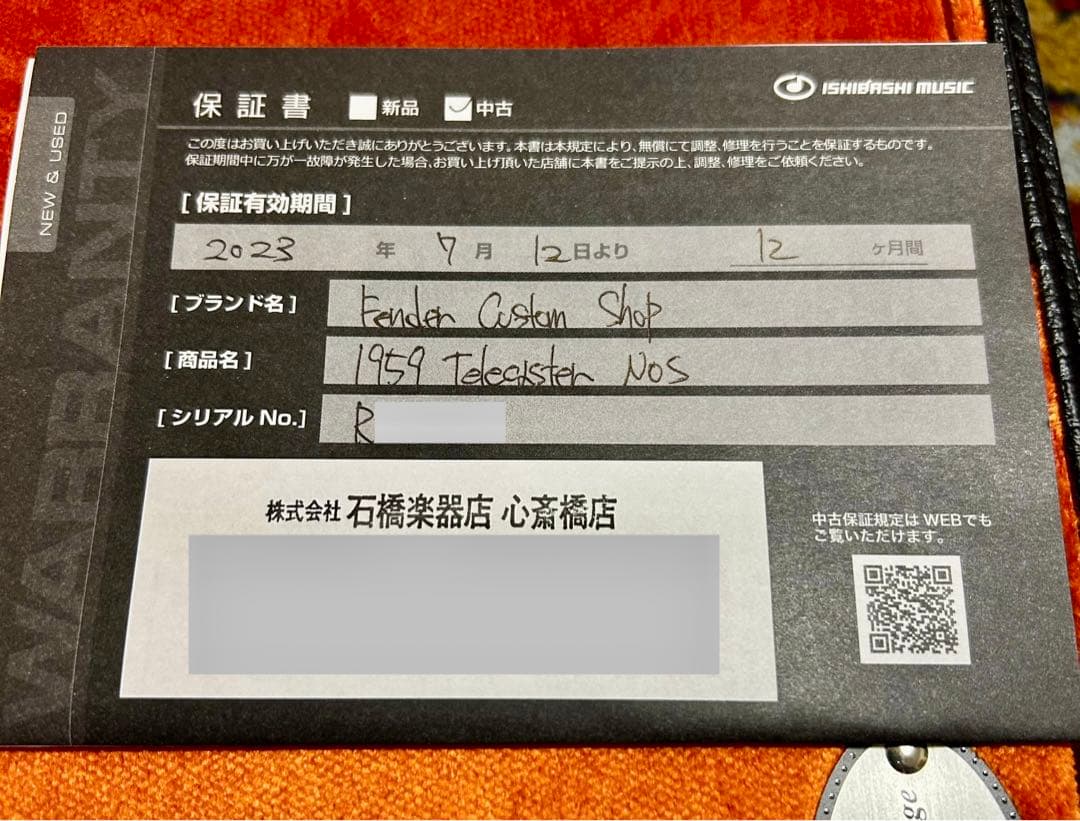 保証書 新品 中古
ISHIBASHI MUSIC
NEW & USED
WARRANTY
この度はお買い上げいただき誠にありがとうございます。本書は本規定により、無償にて調整、修理を行うことを保証するものです。
保証期間中に万が一故障が発生した場合、お買い上げ頂いた店舗に本書をご提示の上、調整、修理をご依頼ください。
[保証有効期間]
2023 年 7 月 12 日より 12 ヶ月間
[ブランド名] Fender Custom Shop
[商品名] 1959 Telecaster NOS
[シリアル No.] R
株式会社 石橋楽器店 心斎橋店
中古保証規定は WEBでも
ご覧いただけます。
ge